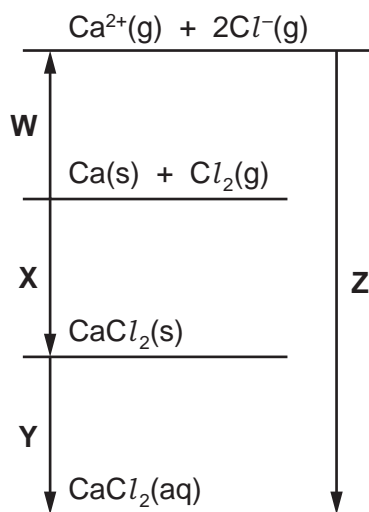 Ca²⁺(g) + 2Cl⁻(g)
W
Ca(s) + Cl₂(g)
X
Z
CaCl₂(s)
Y
CaCl₂(aq)